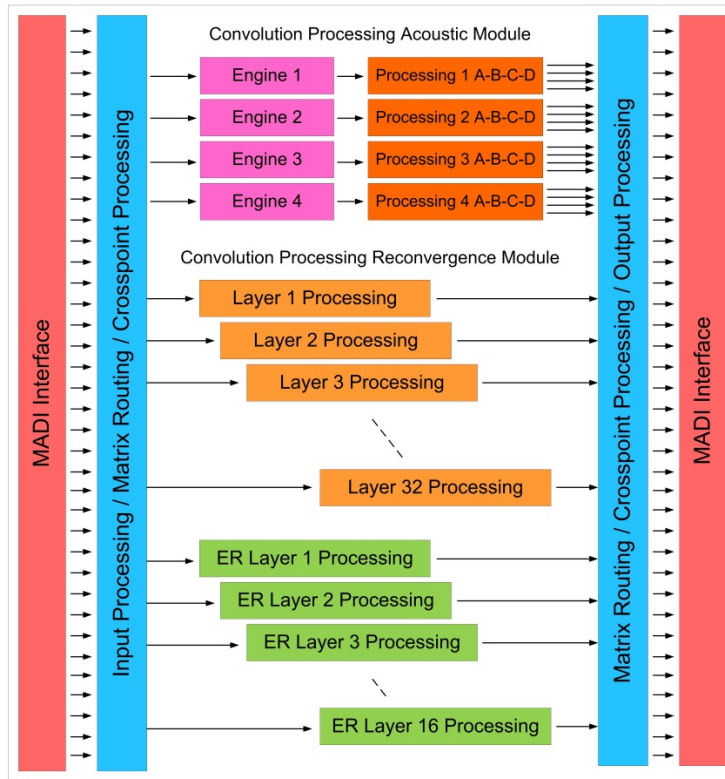 Convolution Processing Acoustic Module
Engine 1
Processing 1 A-B-C-D
Engine 2
Processing 2 A-B-C-D
Engine 3
Processing 3 A-B-C-D
Engine 4
Processing 4 A-B-C-D
Convolution Processing Reconvergence Module
Layer 1 Processing
Layer 2 Processing
Layer 3 Processing
Layer 32 Processing
ER Layer 1 Processing
ER Layer 2 Processing
ER Layer 3 Processing
ER Layer 16 Processing
MADI Interface
Input Processing / Matrix Routing / Crosspoint Processing
Matrix Routing / Crosspoint Processing / Output Processing
MADI Interface